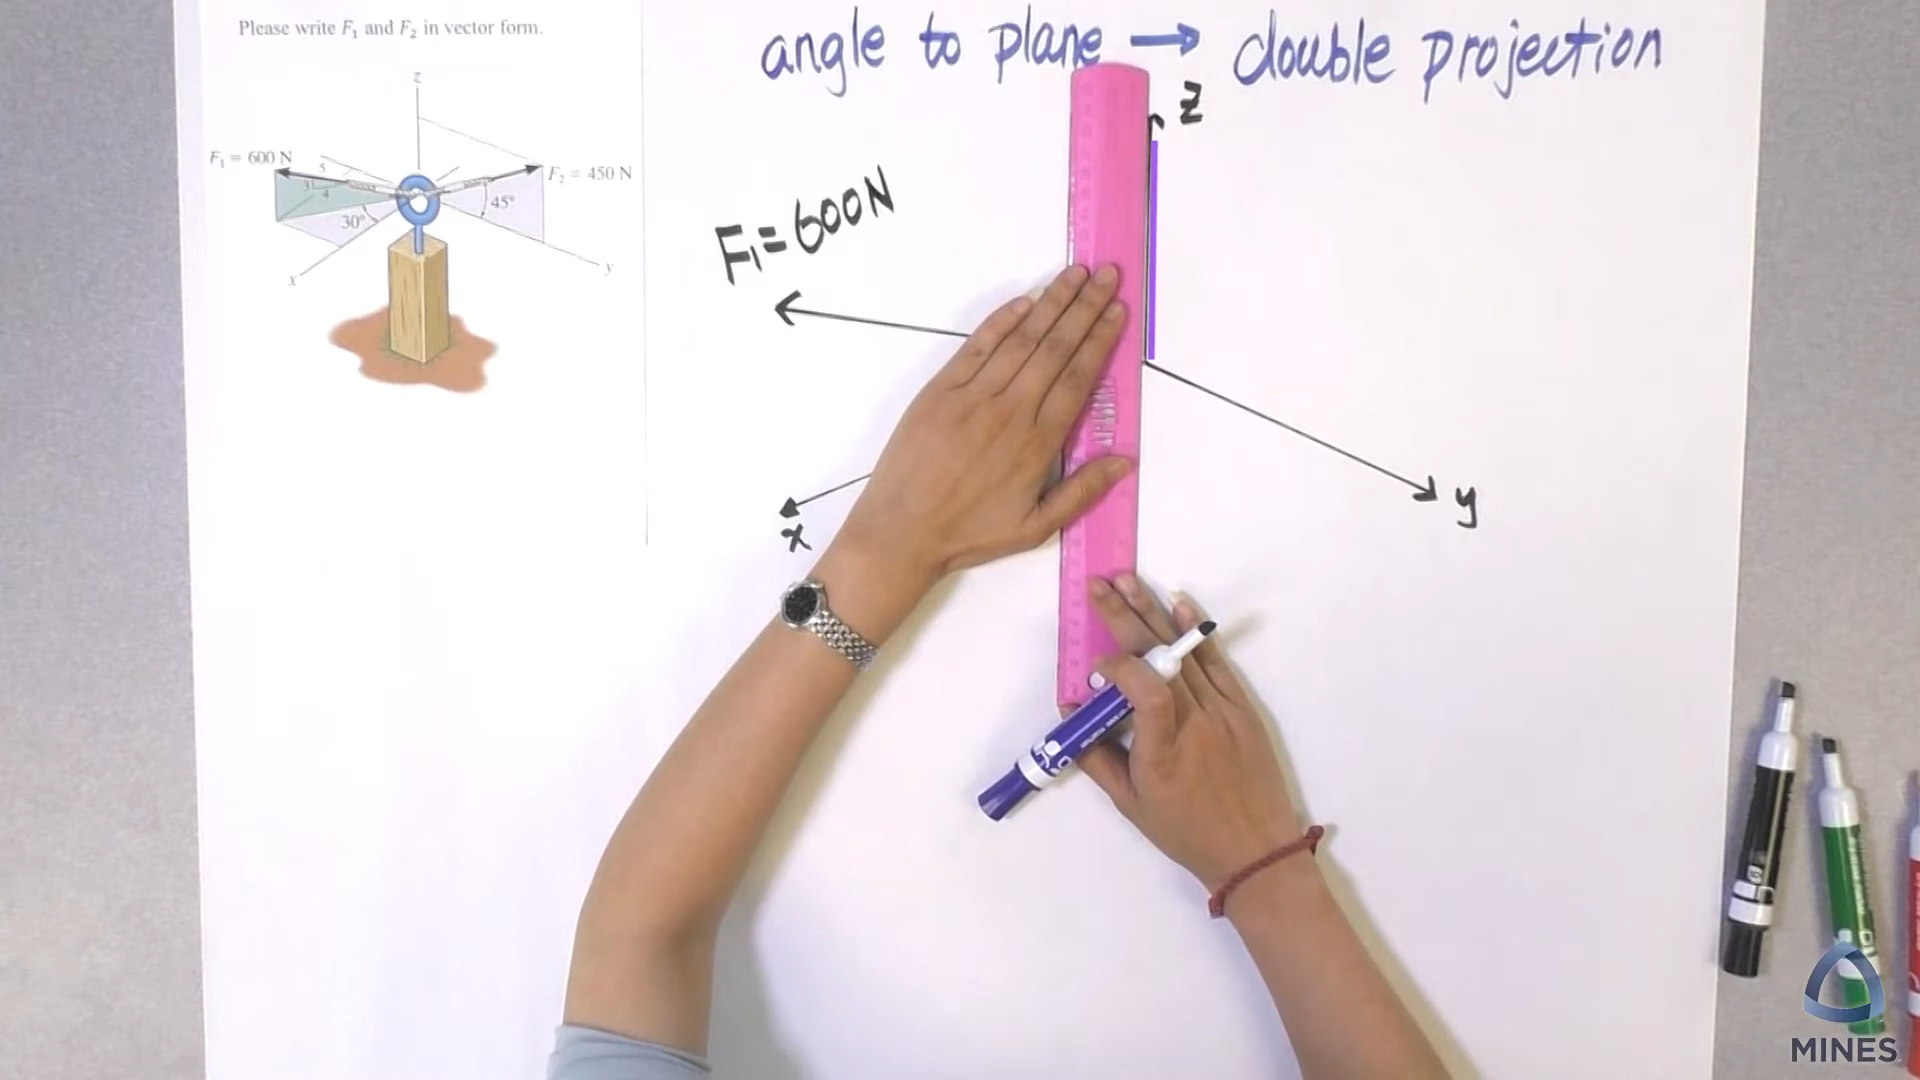 Please write F₁ and F₂ in vector form.
angle to plane → double projection
z
z
F₁ = 600 N
5
3
4
F₂ = 450 N
45°
30°
F₁=600N
x
y
x
y
MINES